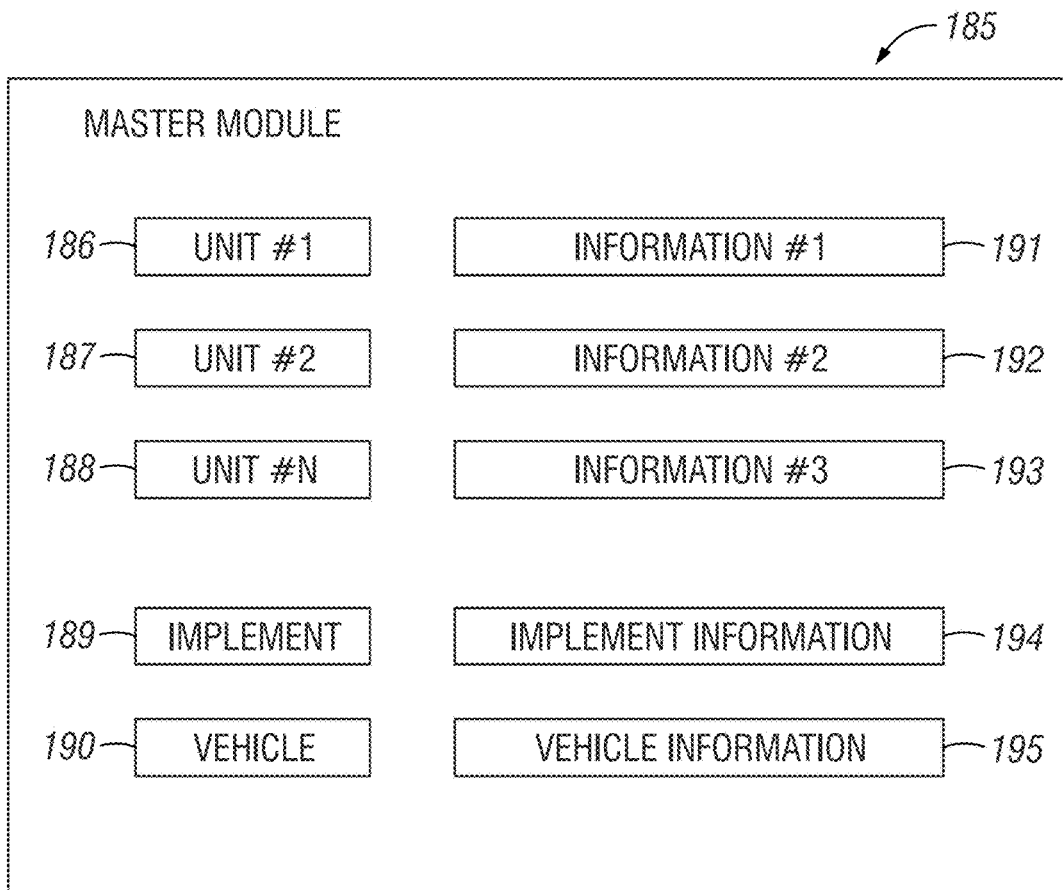 185
MASTER MODULE
186 UNIT #1 INFORMATION #1 191
187 UNIT #2 INFORMATION #2 192
188 UNIT #N INFORMATION #3 193
189 IMPLEMENT IMPLEMENT INFORMATION 194
190 VEHICLE VEHICLE INFORMATION 195